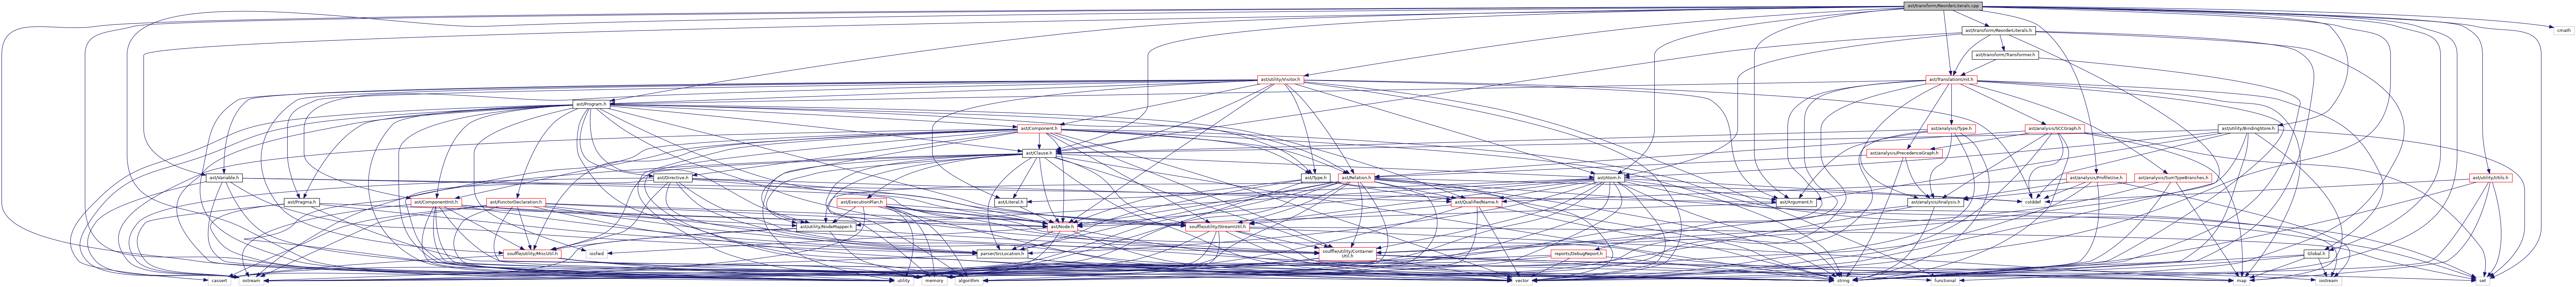 ast/transform/ReorderLiterals.cpp
cmath
ast/transform/ReorderLiterals.h
ast/transform/Transformer.h
ast/utility/Visitor.h
ast/TranslationUnit.h
ast/Program.h
ast/Component.h
ast/analysis/Type.h
ast/analysis/SCCGraph.h
ast/utility/BindingStore.h
ast/Clause.h
ast/analysis/PrecedenceGraph.h
ast/Variable.h
ast/Directive.h
ast/Type.h
ast/Relation.h
ast/Atom.h
ast/analysis/ProfileUse.h
ast/analysis/SumTypeBranches.h
ast/utility/Utils.h
ast/Pragma.h
ast/ComponentInit.h
ast/FunctorDeclaration.h
ast/ExecutionPlan.h
ast/Literal.h
ast/QualifiedName.h
ast/Argument.h
ast/analysis/Analysis.h
cstddef
ast/utility/NodeMapper.h
ast/Node.h
souffle/utility/StreamUtil.h
souffle/utility/MiscUtil.h
iosfwd
parser/SrcLocation.h
souffle/utility/Container
Util.h
reports/DebugReport.h
Global.h
cassert
ostream
utility
memory
algorithm
vector
string
functional
map
iostream
set